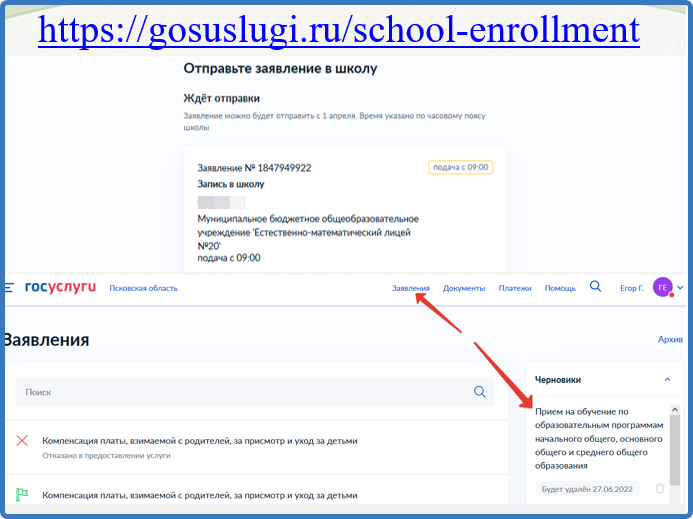 https://gosuslugi.ru/school-enrollment
Отправьте заявление в школу
Ждёт отправки
Заявление можно будет отправить с 1 апреля. Время указано по часовому поясу
школы
Заявление № 1847949922
подача с 09:00
Запись в школу
Муниципальное бюджетное общеобразовательное
учреждение 'Естественно-математический лицей
№20'
подача с 09:00
госуслуги Псковская область Заявления Документы Платежи Помощь Егор Г. ГЕ
Заявления
Архив
Поиск
Черновики
Прием на обучение по
образовательным программам
начального общего, основного
общего и среднего общего
образования
Будет удалён 27.06.2022
Компенсация платы, взимаемой с родителей, за присмотр и уход за детьми
Отказано в предоставлении услуги
Компенсация платы, взимаемой с родителей, за присмотр и уход за детьми